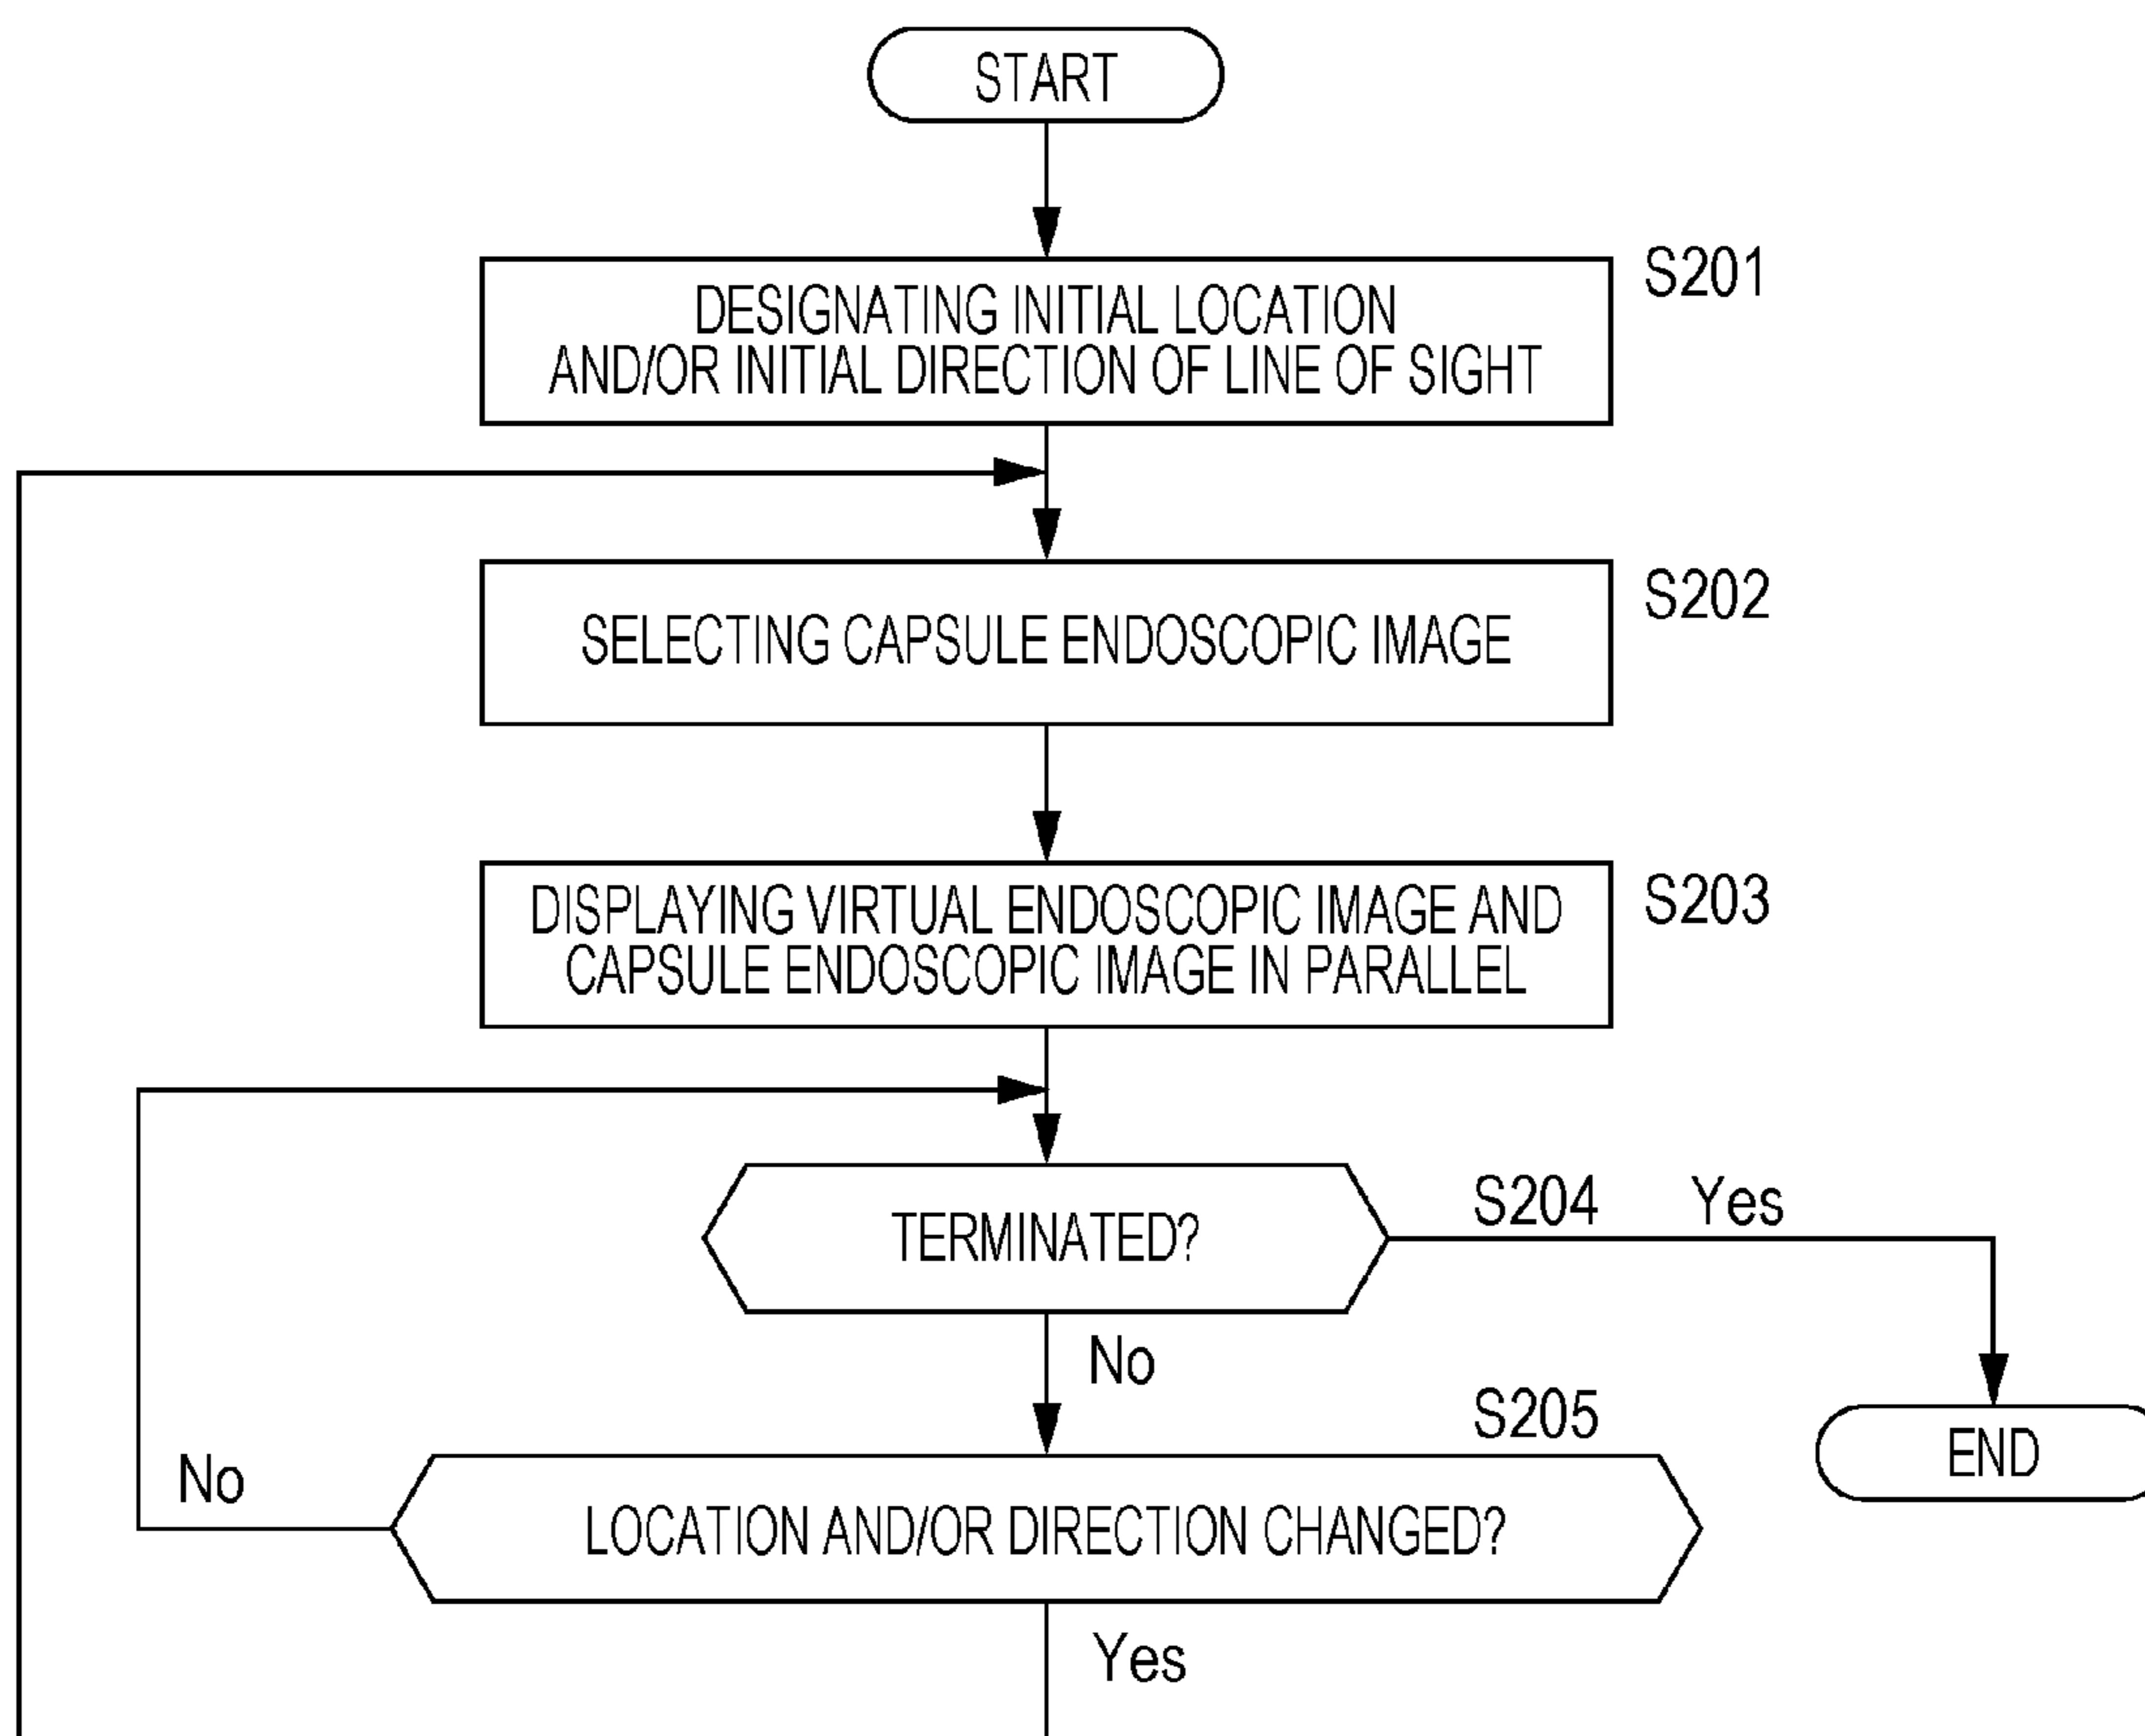 START
DESIGNATING INITIAL LOCATION
AND/OR INITIAL DIRECTION OF LINE OF SIGHT
S201
SELECTING CAPSULE ENDOSCOPIC IMAGE
S202
DISPLAYING VIRTUAL ENDOSCOPIC IMAGE AND
CAPSULE ENDOSCOPIC IMAGE IN PARALLEL
S203
TERMINATED?
S204
Yes
No
S205
END
No
LOCATION AND/OR DIRECTION CHANGED?
Yes